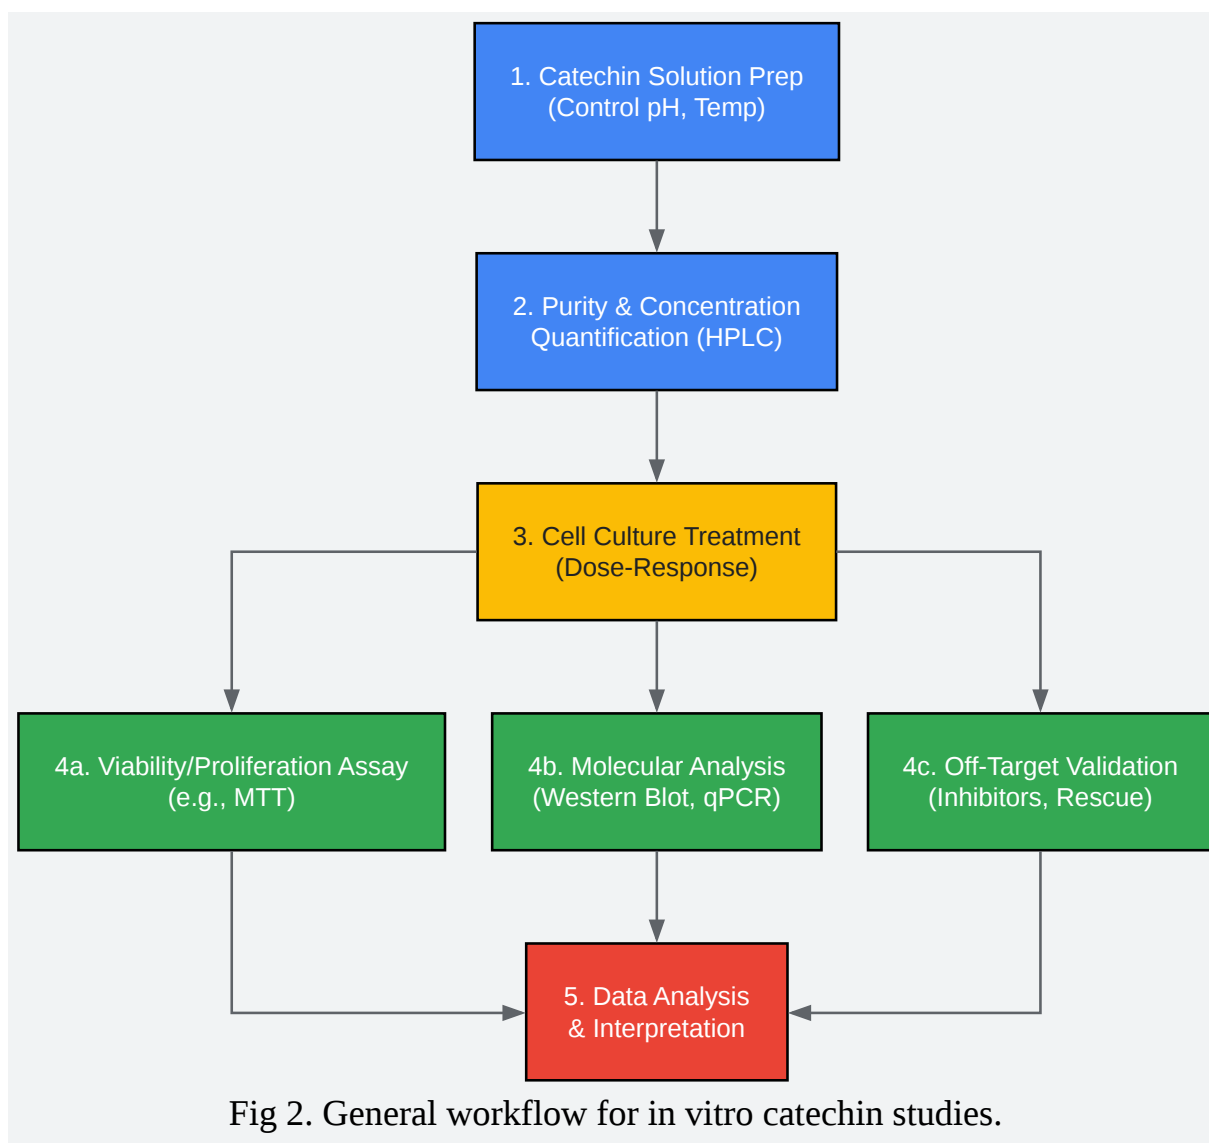 1. Catechin Solution Prep
(Control pH, Temp)
2. Purity & Concentration
Quantification (HPLC)
3. Cell Culture Treatment
(Dose-Response)
4a. Viability/Proliferation Assay
(e.g., MTT)
4b. Molecular Analysis
(Western Blot, qPCR)
4c. Off-Target Validation
(Inhibitors, Rescue)
5. Data Analysis
& Interpretation
Fig 2. General workflow for in vitro catechin studies.